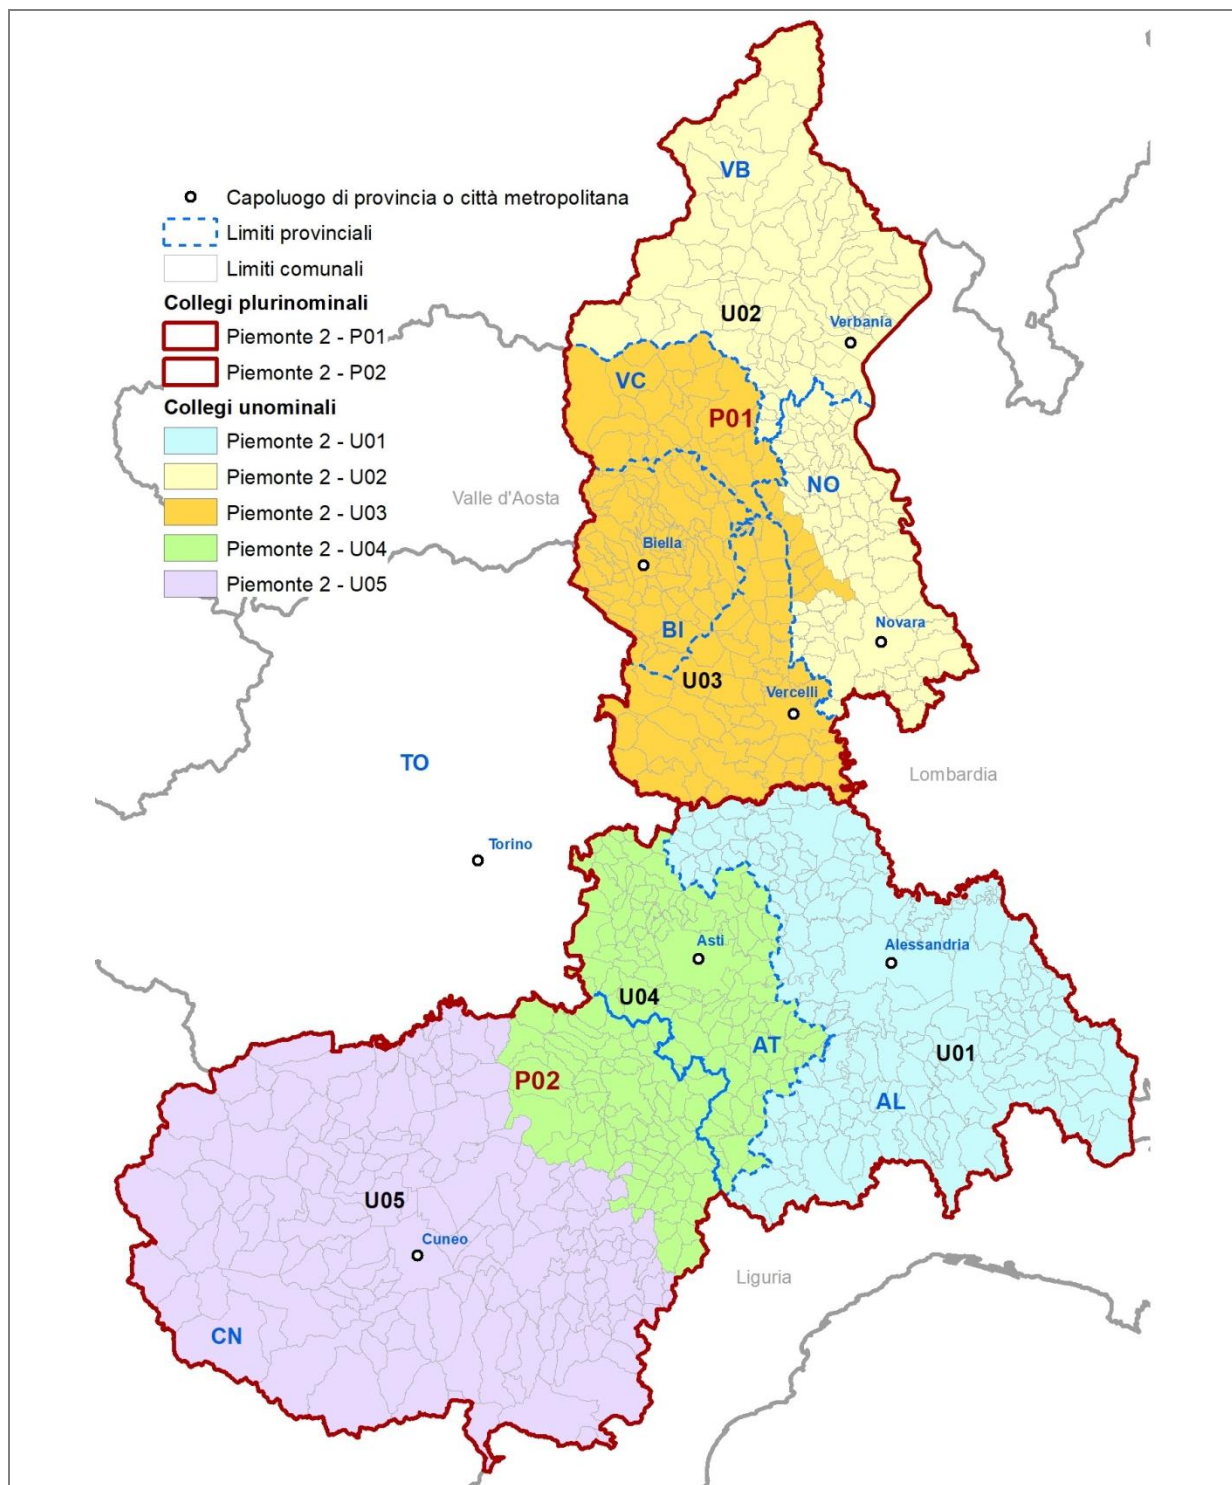 Capoluogo di provincia o città metropolitana
Limiti provinciali
Limiti comunali
Collegi plurinominali
Piemonte 2 - P01
Piemonte 2 - P02
Collegi unominali
Piemonte 2 - U01
Piemonte 2 - U02
Piemonte 2 - U03
Piemonte 2 - U04
Piemonte 2 - U05
VB
U02
Verbania
VC
P01
NO
Valle d'Aosta
Biella
Novara
BI
U03
Vercelli
TO
Lombardia
Torino
Asti
Alessandria
U04
AT
U01
P02
AL
U05
Cuneo
Liguria
CN